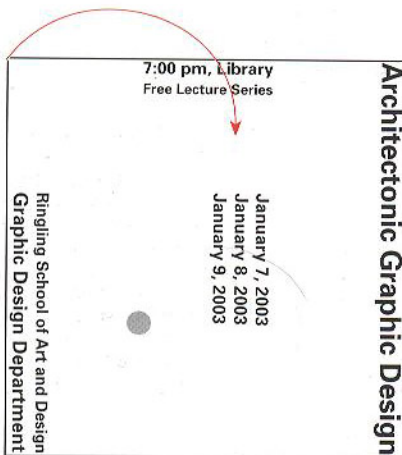 7:00 pm, Library
Free Lecture Series
Architectonic Graphic Design
January 7, 2003
January 8, 2003
January 9, 2003
Ringling School of Art and Design
Graphic Design Department